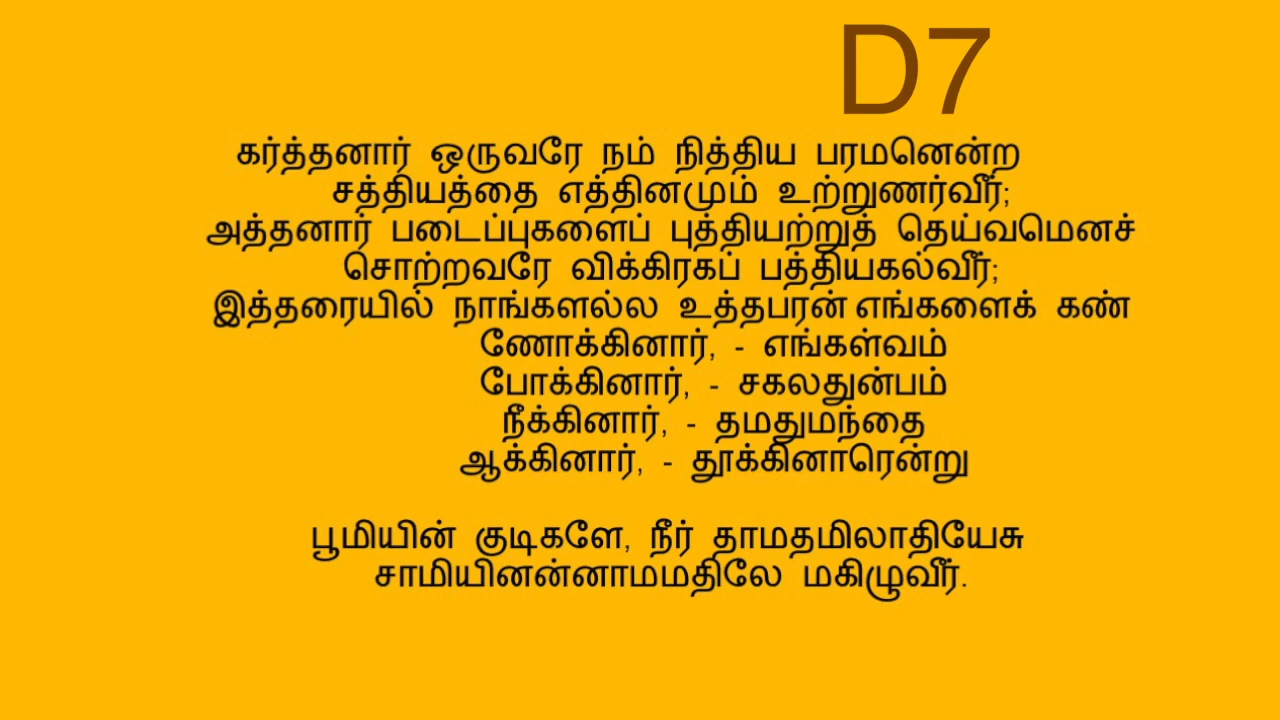 D7
கர்த்தனார் ஒருவரே நம் நித்திய பரமனென்ற
சத்தியத்தை எத்தினமும் உற்றுணர்வீர்;
அத்தனார் படைப்புகளைப் புத்தியற்றுத் தெய்வமெனச்
சொற்றவரே விக்கிரகப் பத்தியகல்வீர்;
இத்தரையில் நாங்களல்ல உத்தபரன் எங்களைக் கண்
ணோக்கினார், - எங்கள்வம்
போக்கினார், - சகலதுன்பம்
நீக்கினார், - தமதுமந்தை
ஆக்கினார், - தூக்கினாரென்று
பூமியின் குடிகளே, நீர் தாமதமிலாதியேசு
சாமியினன்னாமமதிலே மகிழுவீர்.